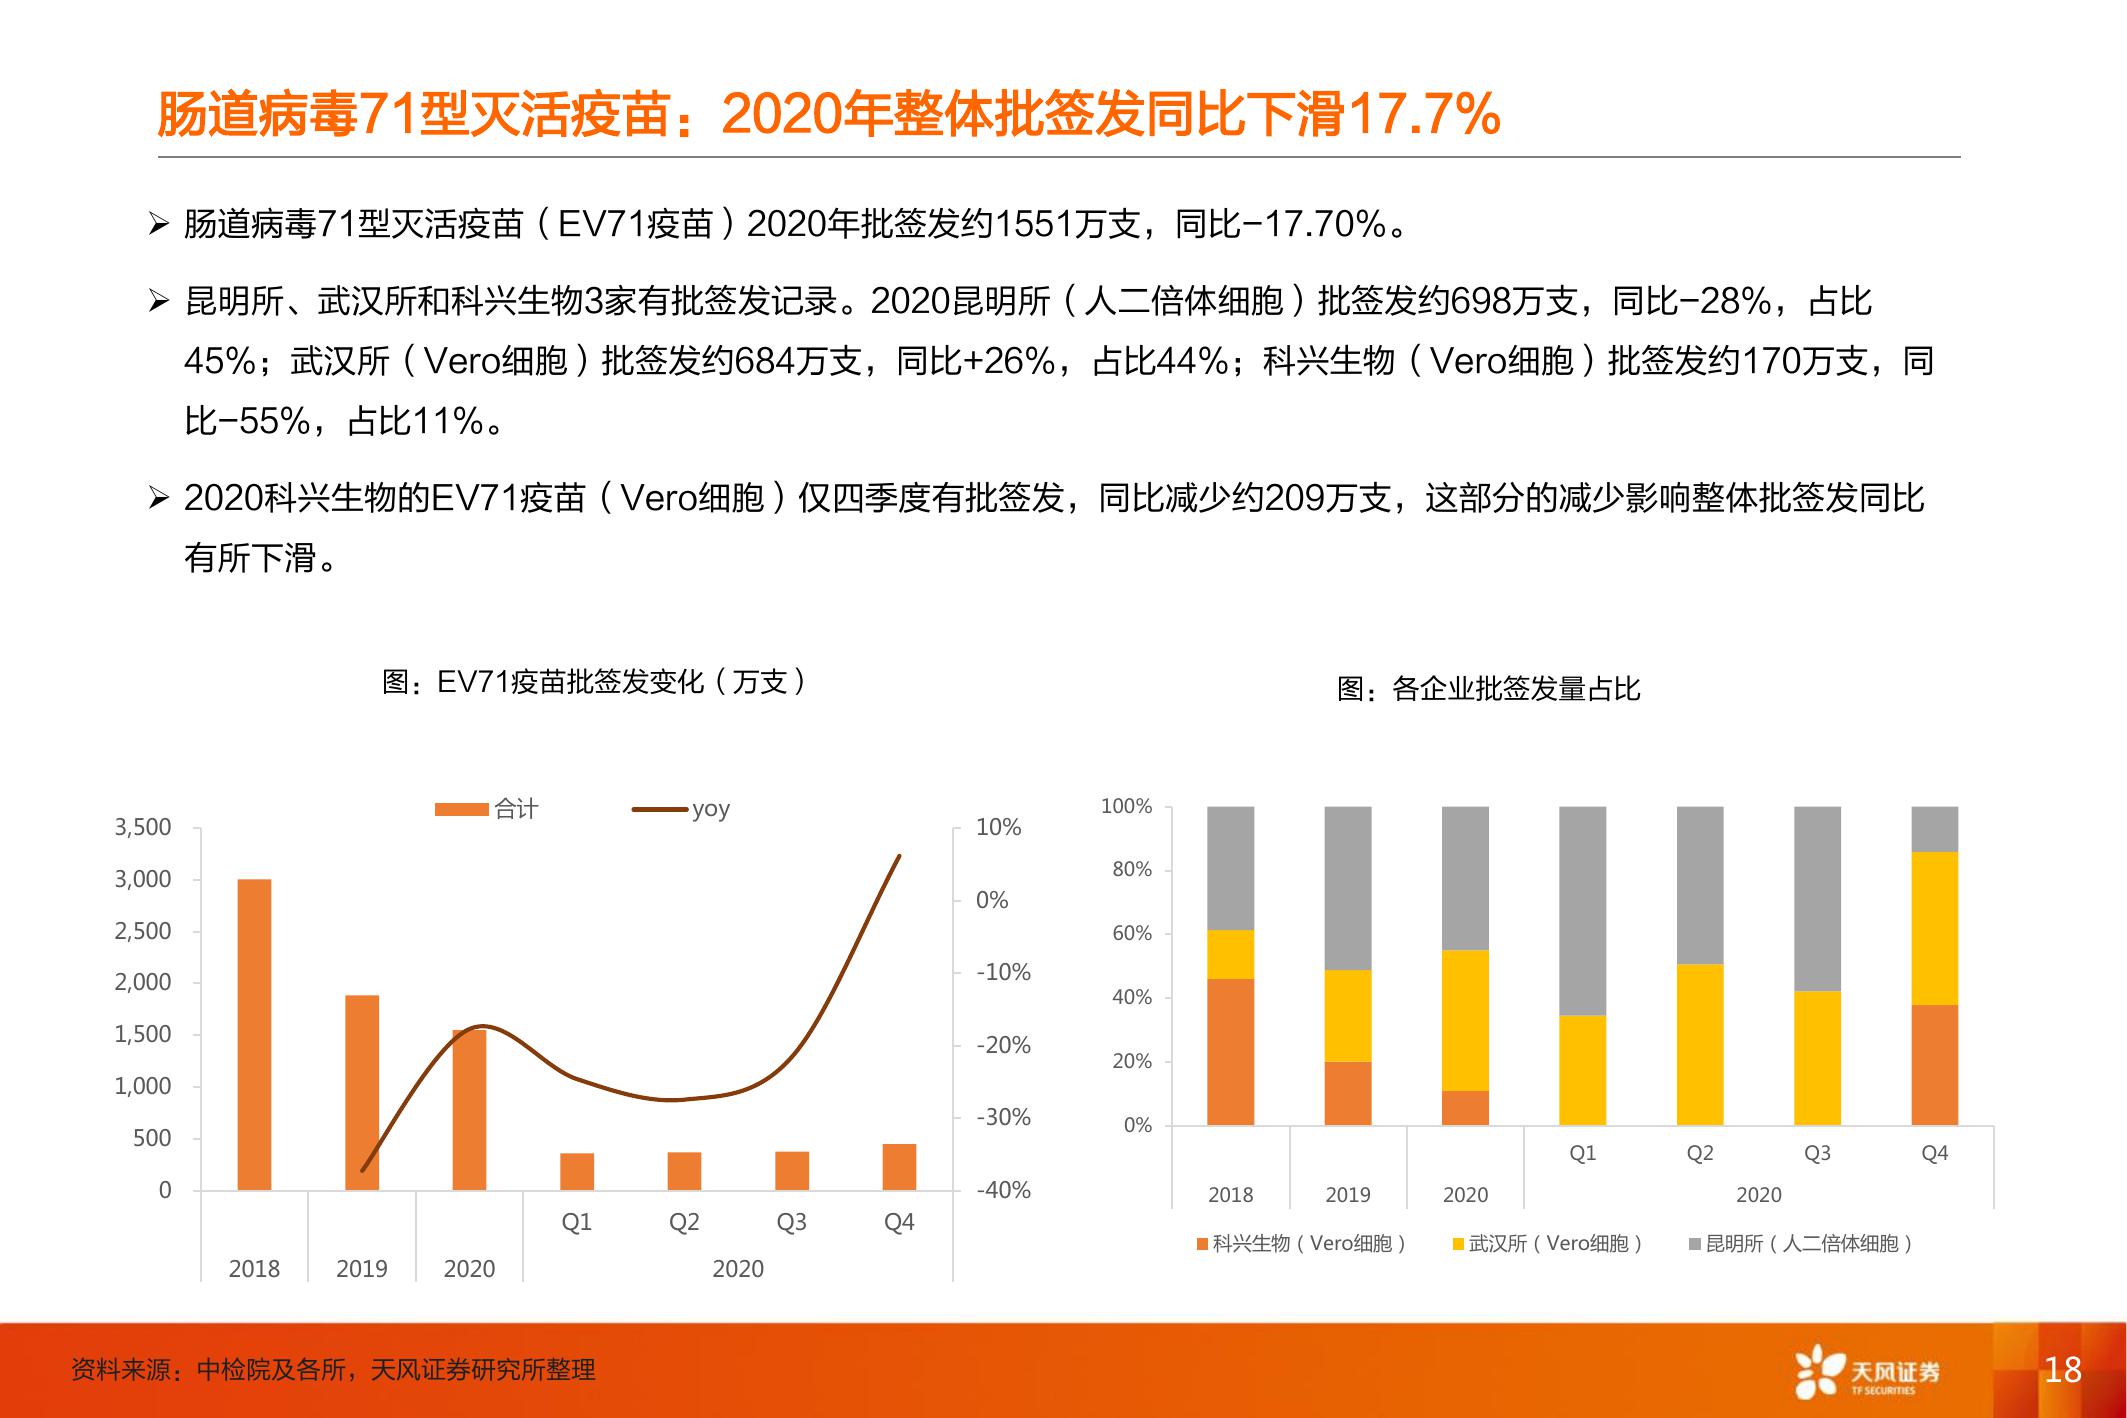 肠道病毒71型灭活疫苗：2020年整体批签发同比下滑17.7%
➢ 肠道病毒71型灭活疫苗（EV71疫苗）2020年批签发约1551万支，同比-17.70%。
➢ 昆明所、武汉所和科兴生物3家有批签发记录。2020昆明所（人二倍体细胞）批签发约698万支，同比-28%，占比
45%；武汉所（Vero细胞）批签发约684万支，同比+26%，占比44%；科兴生物（Vero细胞）批签发约170万支，同
比-55%，占比11%。
➢ 2020科兴生物的EV71疫苗（Vero细胞）仅四季度有批签发，同比减少约209万支，这部分的减少影响整体批签发同比
有所下滑。
图：EV71疫苗批签发变化（万支）
合计 yoy
3,500
3,000
2,500
2,000
1,500
1,000
500
0
10%
0%
-10%
-20%
-30%
-40%
Q1 Q2 Q3 Q4
2018 2019 2020 2020
图：各企业批签发量占比
100%
80%
60%
40%
20%
0%
Q1 Q2 Q3 Q4
2018 2019 2020 2020
科兴生物（Vero细胞） 武汉所（Vero细胞） 昆明所（人二倍体细胞）
资料来源：中检院及各所，天风证券研究所整理
天风证券
TF SECURITIES
18